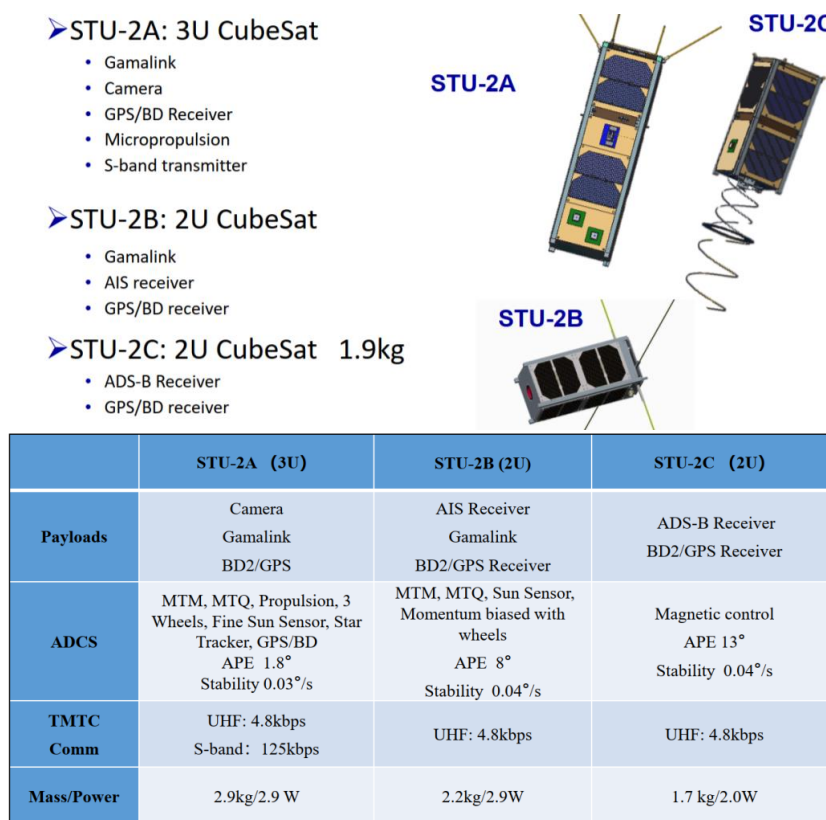 ➢STU-2A: 3U CubeSat
• Gamalink
• Camera
• GPS/BD Receiver
• Micropropulsion
• S-band transmitter
➢STU-2B: 2U CubeSat
• Gamalink
• AIS receiver
• GPS/BD receiver
➢STU-2C: 2U CubeSat 1.9kg
• ADS-B Receiver
• GPS/BD receiver
STU-2A
STU-2C
STU-2B
STU-2A （3U）
STU-2B (2U)
STU-2C （2U）
Payloads
Camera
Gamalink
BD2/GPS
AIS Receiver
Gamalink
BD2/GPS Receiver
ADS-B Receiver
BD2/GPS Receiver
ADCS
MTM, MTQ, Propulsion, 3
Wheels, Fine Sun Sensor, Star
Tracker, GPS/BD
APE 1.8°
Stability 0.03°/s
MTM, MTQ, Sun Sensor,
Momentum biased with
wheels
APE 8°
Stability 0.04°/s
Magnetic control
APE 13°
Stability 0.04°/s
TMTC
Comm
UHF: 4.8kbps
S-band：125kbps
UHF: 4.8kbps
UHF: 4.8kbps
Mass/Power
2.9kg/2.9 W
2.2kg/2.9W
1.7 kg/2.0W